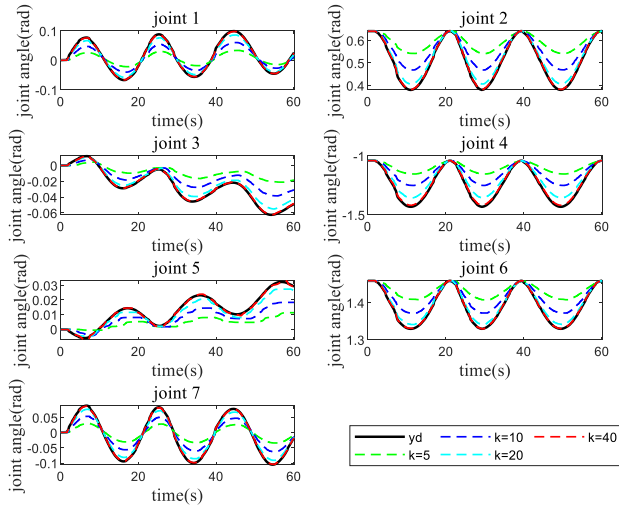 joint 1
joint angle(rad)
0.1
0
-0.1
0 20 40 60
time(s)
joint 2
joint angle(rad)
0.6
0.4
0 20 40 60
time(s)
joint 3
joint angle(rad)
0
-0.02
-0.04
-0.06
0 20 40 60
time(s)
joint 4
joint angle(rad)
-1
-1.5
0 20 40 60
time(s)
joint 5
joint angle(rad)
0.03
0.02
0.01
0
0 20 40 60
time(s)
joint 6
joint angle(rad)
1.4
1.3
0 20 40 60
time(s)
joint 7
joint angle(rad)
0.05
0
-0.05
-0.1
0 20 40 60
time(s)
yd k=10 k=40
k=5 k=20